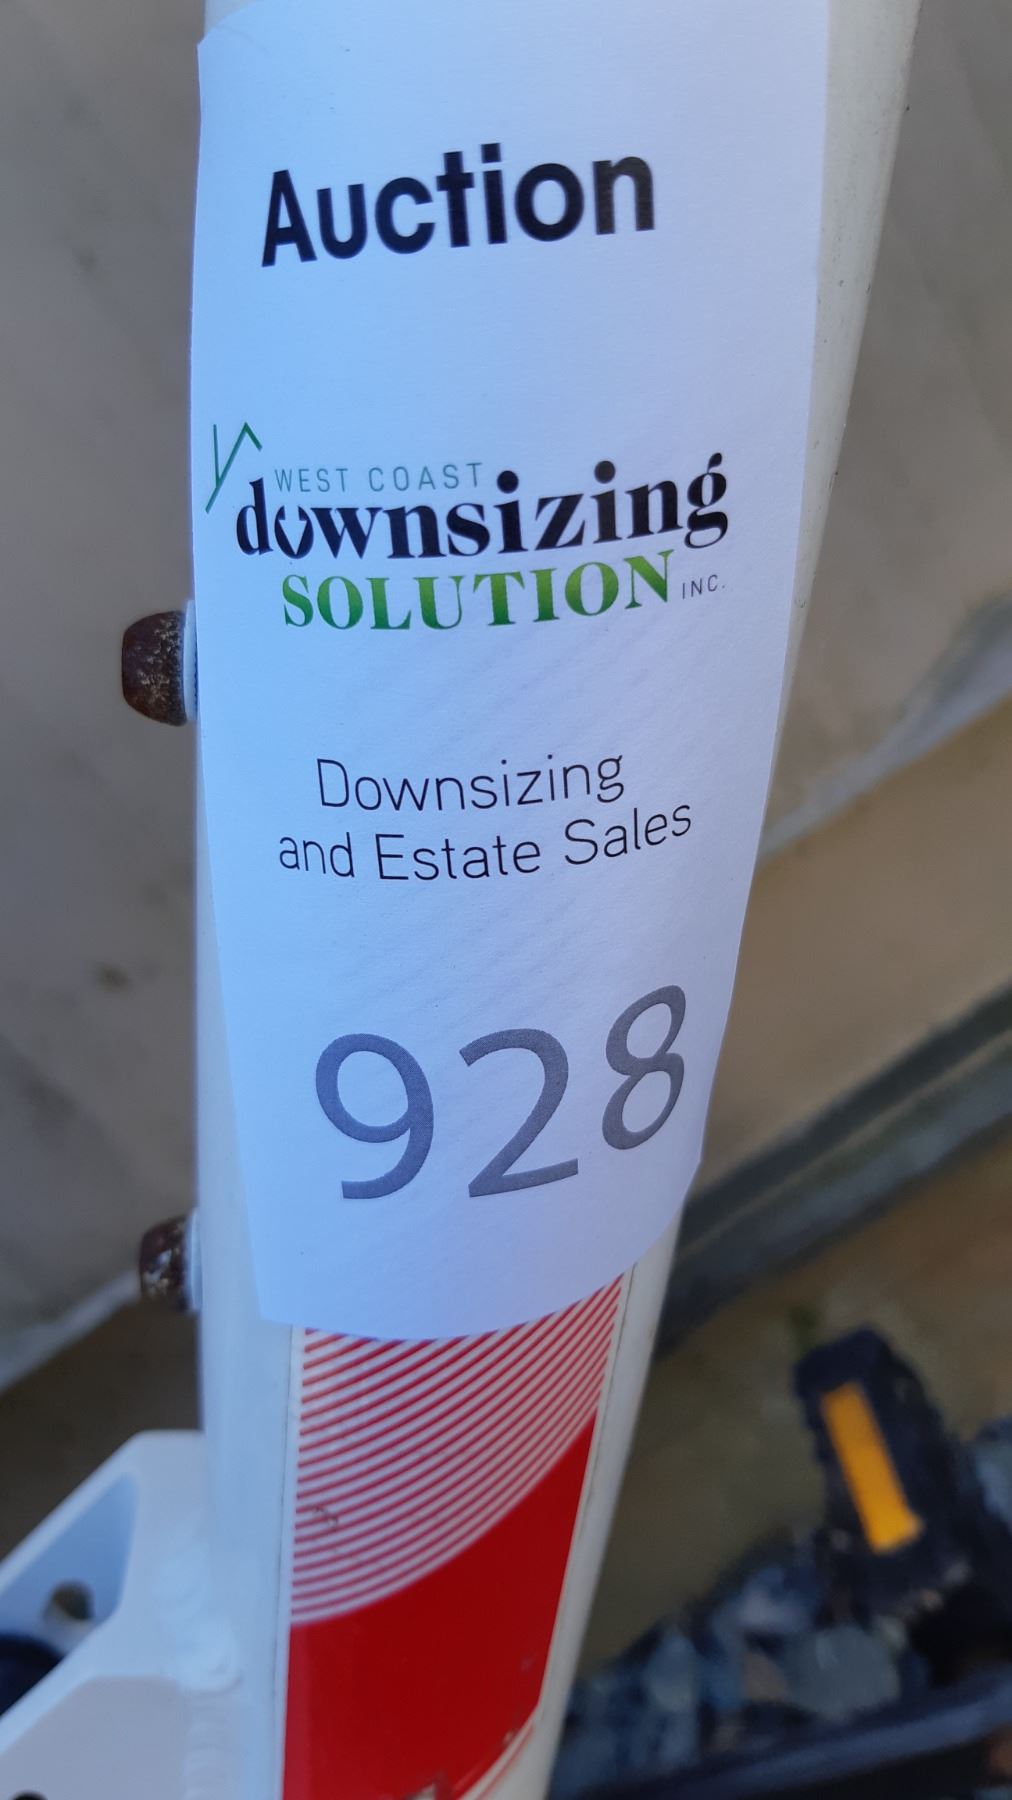 Auction
WEST COAST
downsizing
SOLUTION INC.
Downsizing
and Estate Sales
928